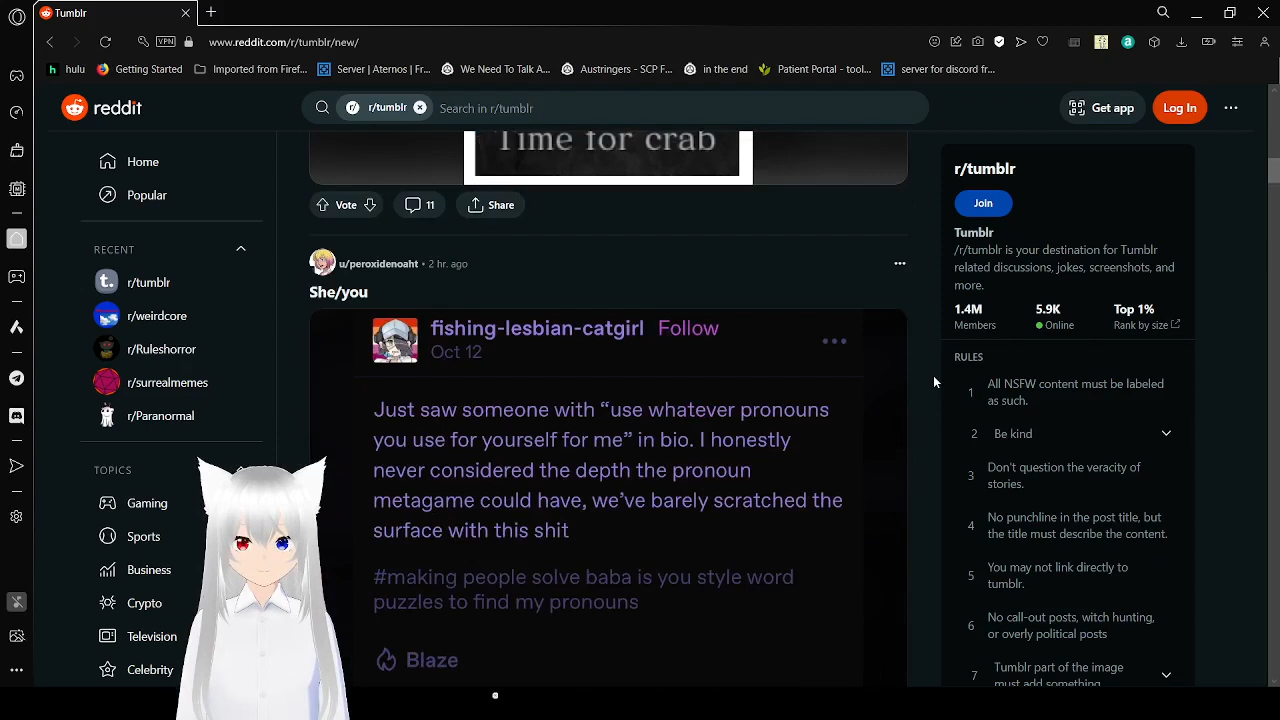 Tumblr
VPN
www.reddit.com/r/tumblr/new/
hulu
Getting Started
Imported from Firef...
Server | Aternos | Fr...
We Need To Talk A...
Austringers - SCP F...
in the end
Patient Portal - tool...
server for discord fr...
reddit
r/ r/tumblr
Search in r/tumblr
Get app
Log In
Home
Popular
RECENT
r/tumblr
r/weirdcore
r/Ruleshorror
r/surrealmemes
r/Paranormal
TOPICS
Gaming
Sports
Business
Crypto
Television
Celebrity
Time for crab
Vote
11
Share
u/peroxidenoaht • 2 hr. ago
She/you
fishing-lesbian-catgirl Follow
Oct 12
Just saw someone with “use whatever pronouns
you use for yourself for me” in bio. I honestly
never considered the depth the pronoun
metagame could have, we’ve barely scratched the
surface with this shit
#making people solve baba is you style word
puzzles to find my pronouns
Blaze
r/tumblr
Join
Tumblr
/r/tumblr is your destination for Tumblr
related discussions, jokes, screenshots, and
more.
1.4M 5.9K Top 1%
Members Online Rank by size
RULES
1 All NSFW content must be labeled
as such.
2 Be kind
3 Don't question the veracity of
stories.
4 No punchline in the post title, but
the title must describe the content.
5 You may not link directly to
tumblr.
6 No call-out posts, witch hunting,
or overly political posts
7 Tumblr part of the image
must add something